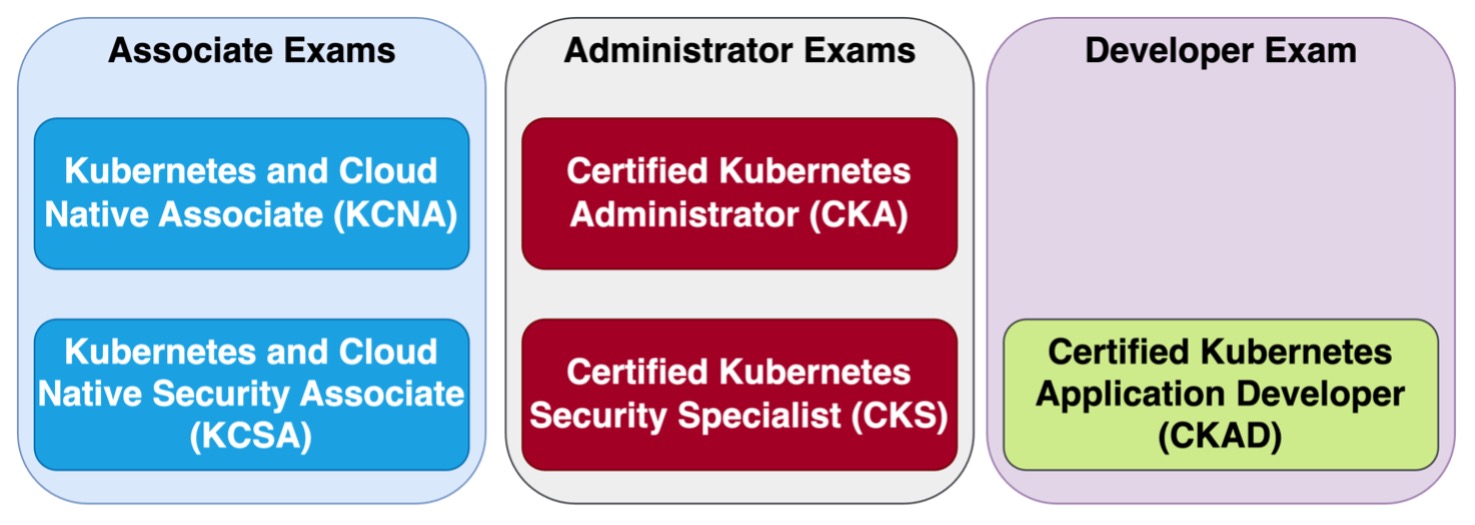 Associate Exams
Kubernetes and Cloud
Native Associate (KCNA)
Kubernetes and Cloud
Native Security Associate
(KCSA)
Administrator Exams
Certified Kubernetes
Administrator (CKA)
Certified Kubernetes
Security Specialist (CKS)
Developer Exam
Certified Kubernetes
Application Developer
(CKAD)